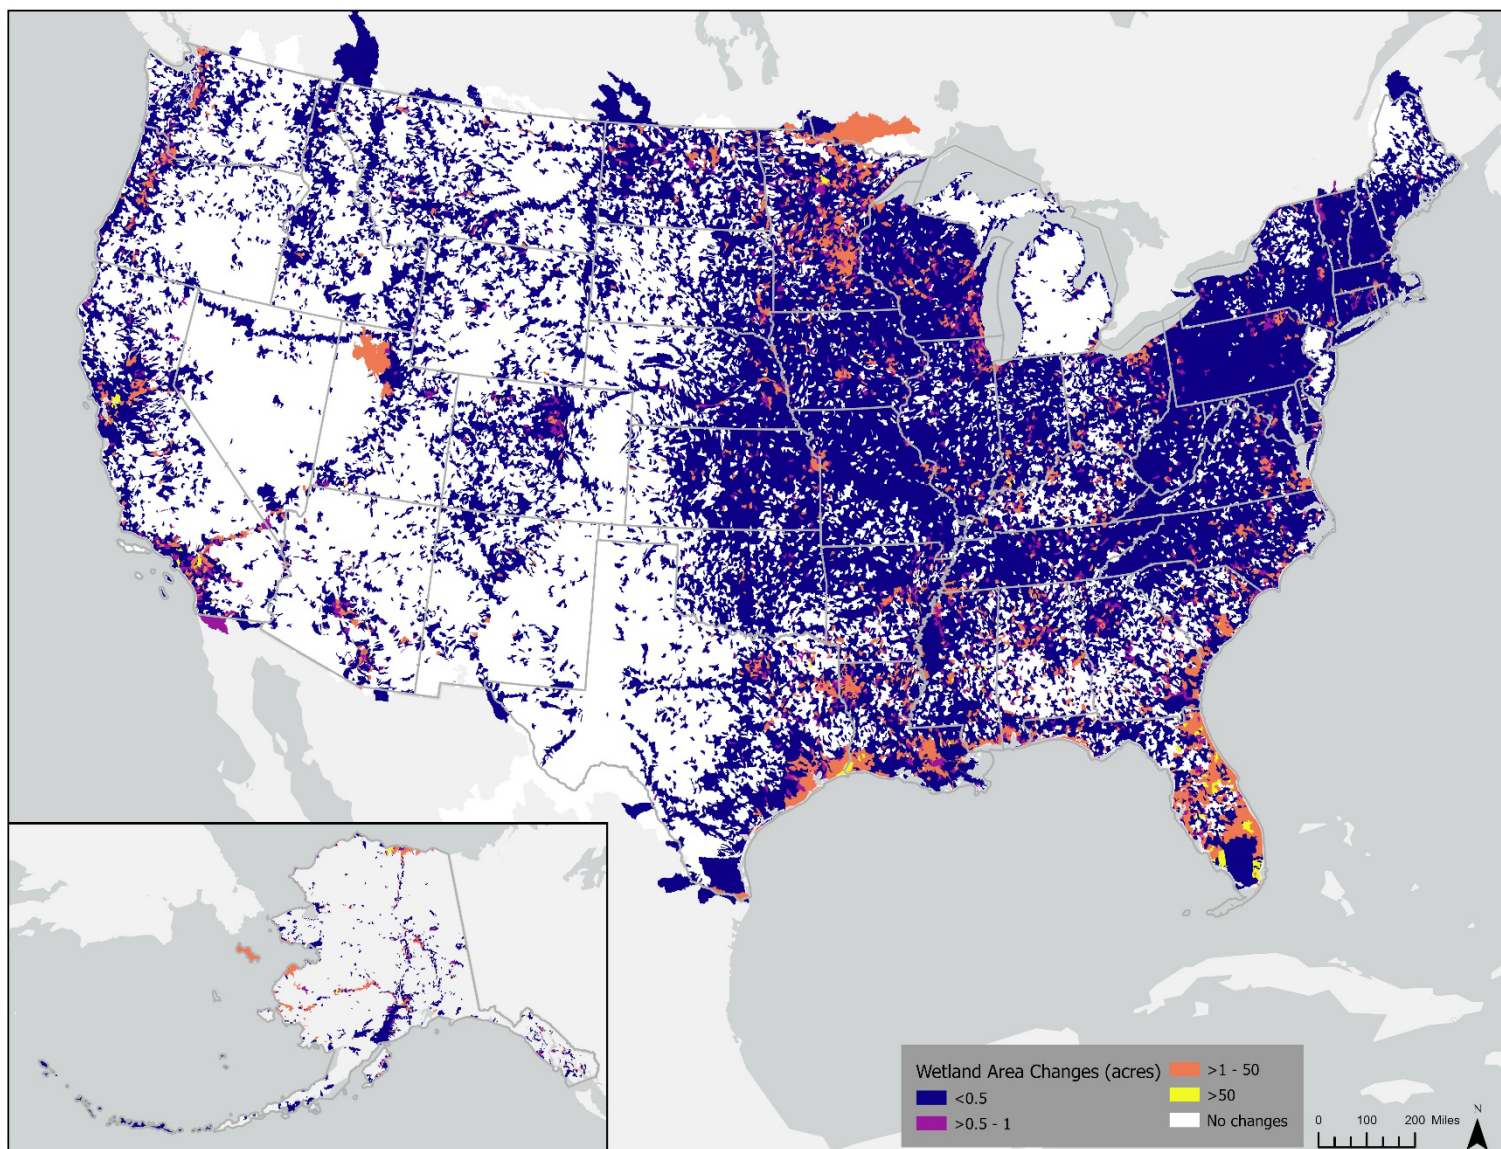 Wetland Area Changes (acres)
<0.5
>0.5 - 1
>1 - 50
>50
No changes
0 100 200 Miles
N